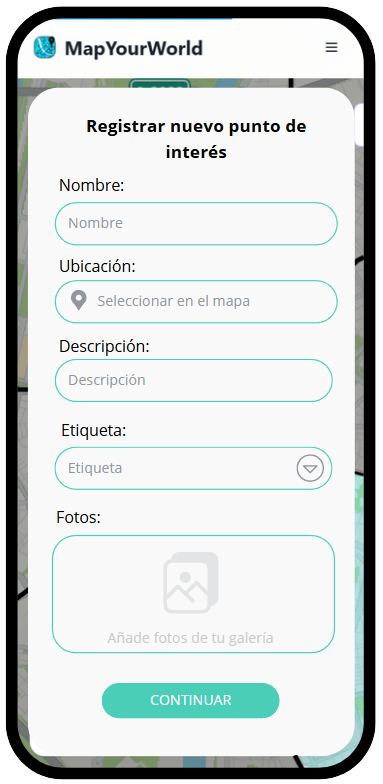 MapYourWorld
Registrar nuevo punto de
interés
Nombre:
Nombre
Ubicación:
Seleccionar en el mapa
Descripción:
Descripción
Etiqueta:
Etiqueta
Fotos:
Añade fotos de tu galería
CONTINUAR